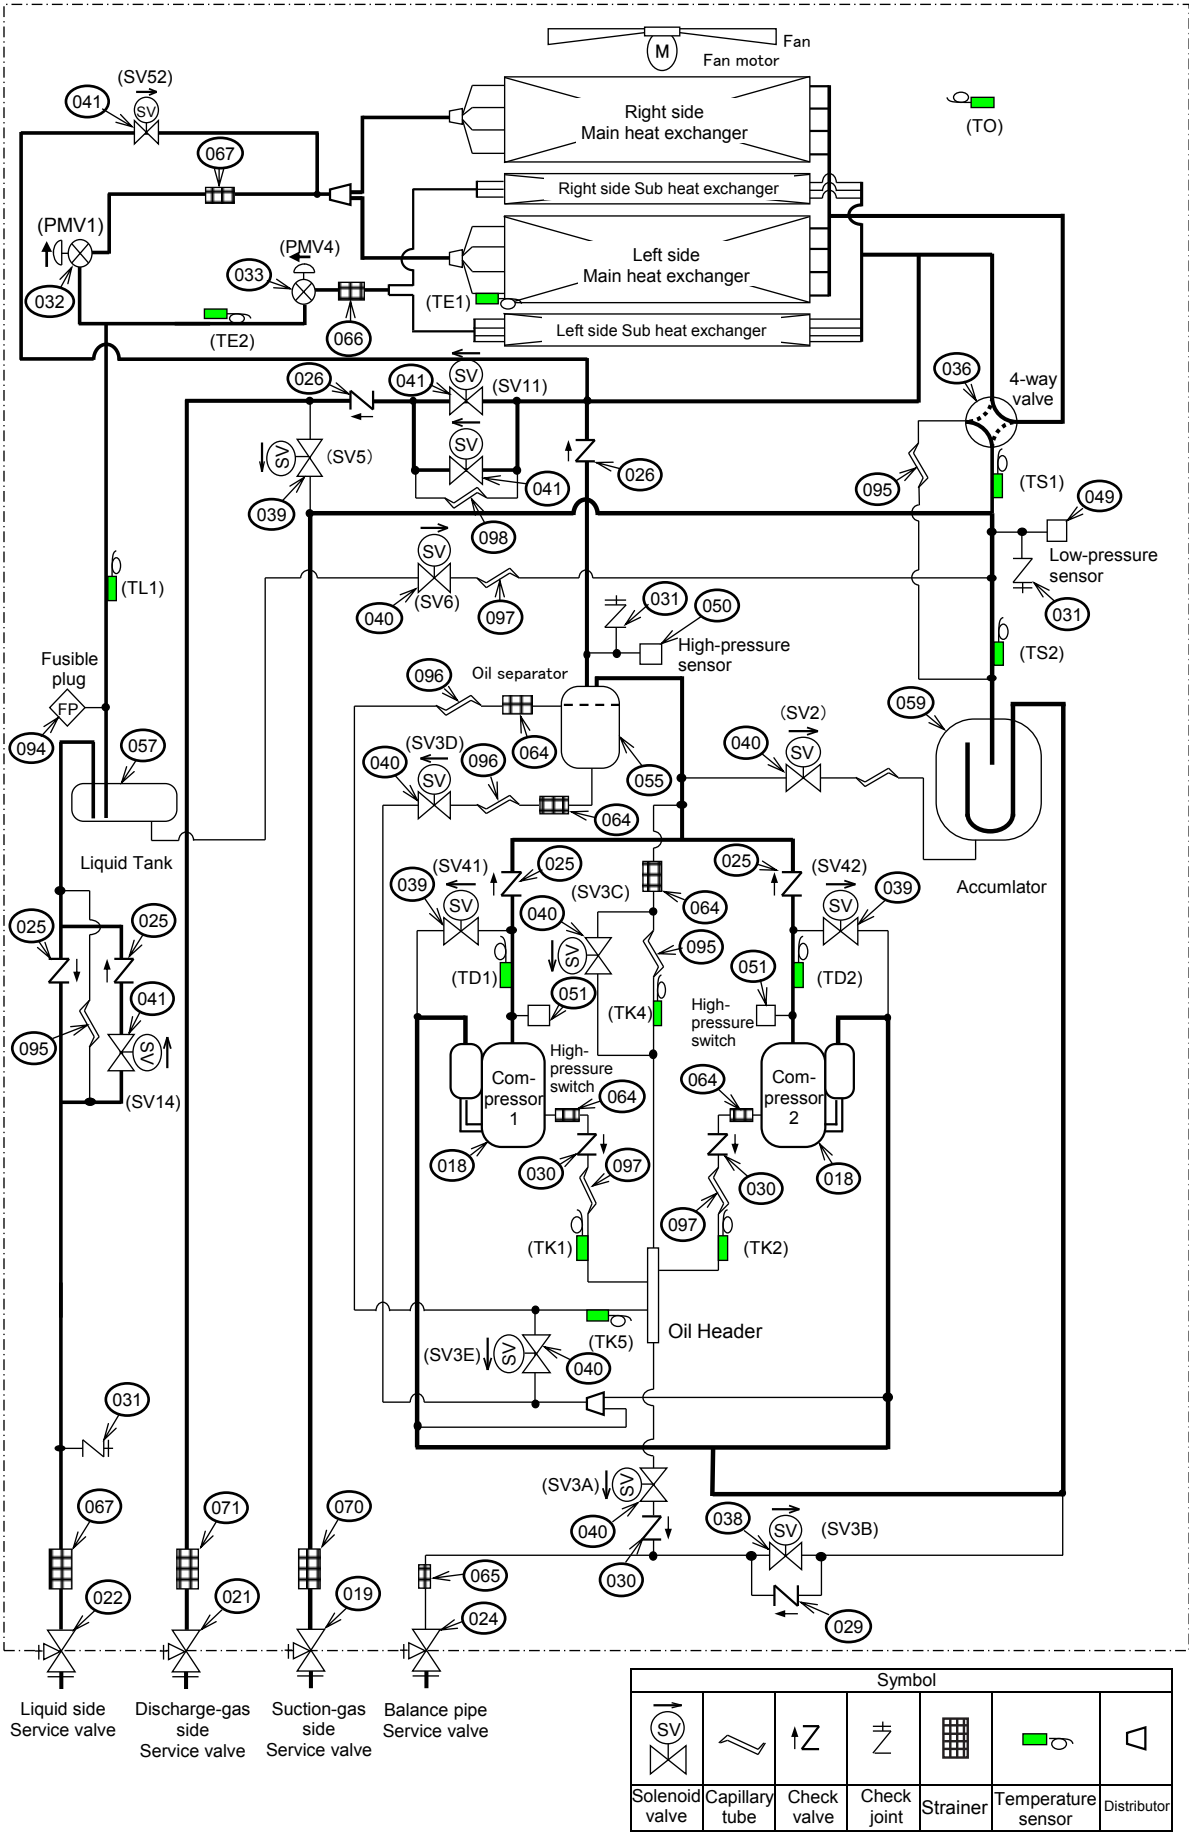 Fan
M
Fan motor
(SV52)
041
SV
Right side
Main heat exchanger
(TO)
067
Right side Sub heat exchanger
(PMV1)
032
(PMV4)
033
Left side
Main heat exchanger
(TE1)
(TE2)
066
Left side Sub heat exchanger
036
4-way
valve
026
041
SV
(SV11)
SV
(SV5)
039
SV
041
026
098
095
(TS1)
049
Low-pressure
sensor
031
(TL1)
SV
040
(SV6)
097
031
050
High-pressure
sensor
(TS2)
Fusible
plug
FP
094
057
Liquid Tank
096
Oil separator
064
055
(SV3D)
040
SV
096
064
(SV2)
040
SV
059
Accumlator
(SV41)
039
SV
025
(SV3C)
040
SV
064
095
025
(SV42)
SV
039
025
025
095
041
SV
(SV14)
(TD1)
051
High-
pressure
switch
(TK4)
051
High-
pressure
switch
(TD2)
Com-
pressor
1
018
064
030
097
(TK1)
064
Com-
pressor
2
018
030
097
(TK2)
Oil Header
(TK5)
(SV3E)
SV
040
031
(SV3A)
SV
040
030
038
SV
(SV3B)
029
067
071
070
065
022
021
019
024
Liquid side
Service valve
Discharge-gas
side
Service valve
Suction-gas
side
Service valve
Balance pipe
Service valve
Symbol
SV
Solenoid
valve
Capillary
tube
Check
valve
Check
joint
Strainer
Temperature
sensor
Distributor